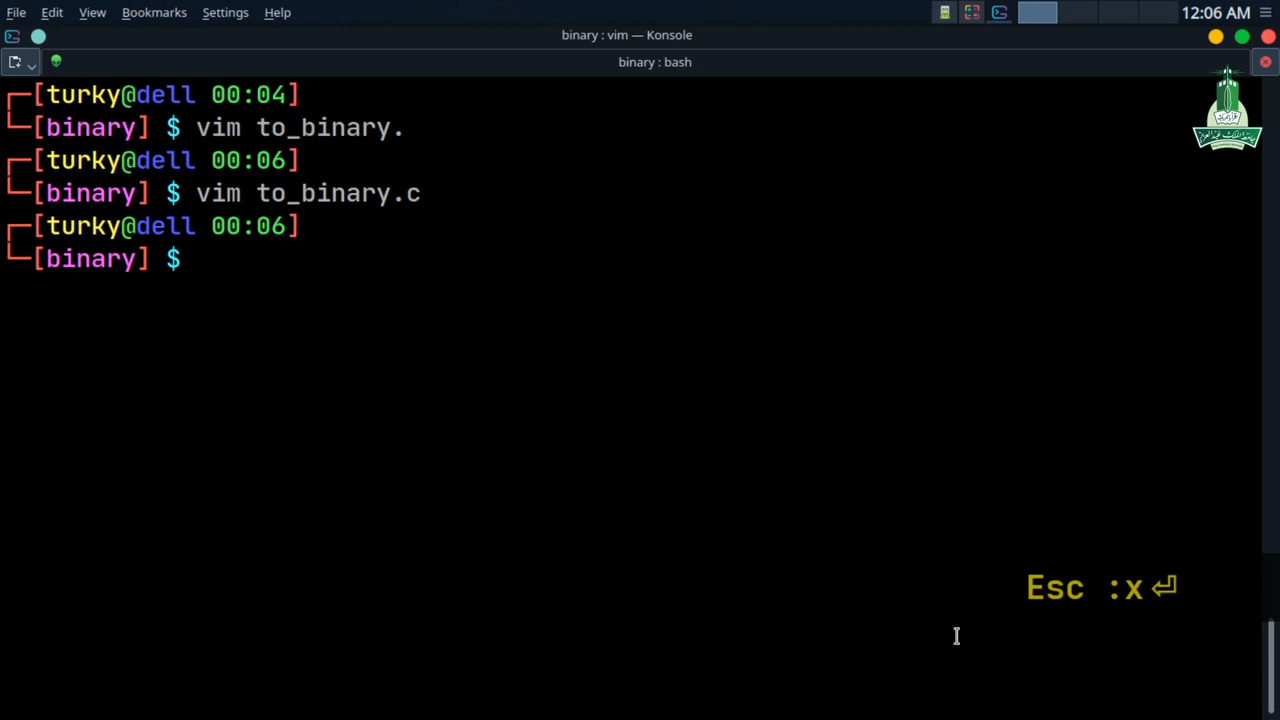 File Edit View Bookmarks Settings Help
12:06 AM
binary : vim — Konsole
binary : bash
┌─[turky@dell 00:04]
└─[binary] $ vim to_binary.
┌─[turky@dell 00:06]
└─[binary] $ vim to_binary.c
┌─[turky@dell 00:06]
└─[binary] $
Esc :x⏎